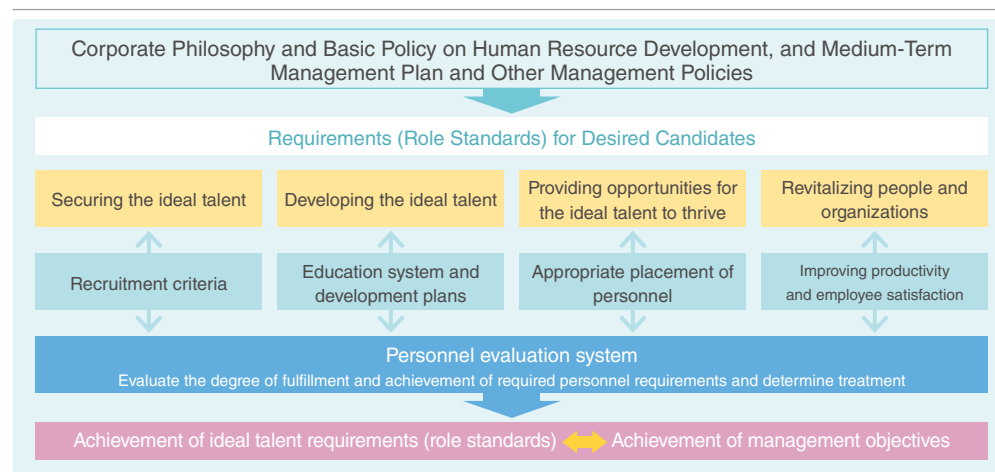 Corporate Philosophy and Basic Policy on Human Resource Development, and Medium-Term
Management Plan and Other Management Policies
Requirements (Role Standards) for Desired Candidates
Securing the ideal talent
Developing the ideal talent
Providing opportunities for
the ideal talent to thrive
Revitalizing people and
organizations
Recruitment criteria
Education system and
development plans
Appropriate placement of
personnel
Improving productivity
and employee satisfaction
Personnel evaluation system
Evaluate the degree of fulfillment and achievement of required personnel requirements and determine treatment
Achievement of ideal talent requirements (role standards) Achievement of management objectives